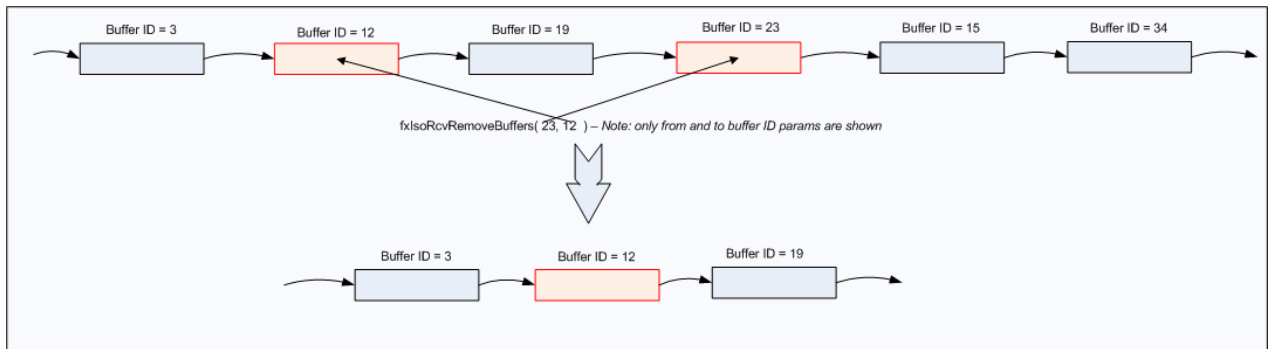 Buffer ID = 3
Buffer ID = 12
Buffer ID = 19
Buffer ID = 23
Buffer ID = 15
Buffer ID = 34
fxIsoRcvRemoveBuffers( 23, 12 ) – Note: only from and to buffer ID params are shown
Buffer ID = 3
Buffer ID = 12
Buffer ID = 19